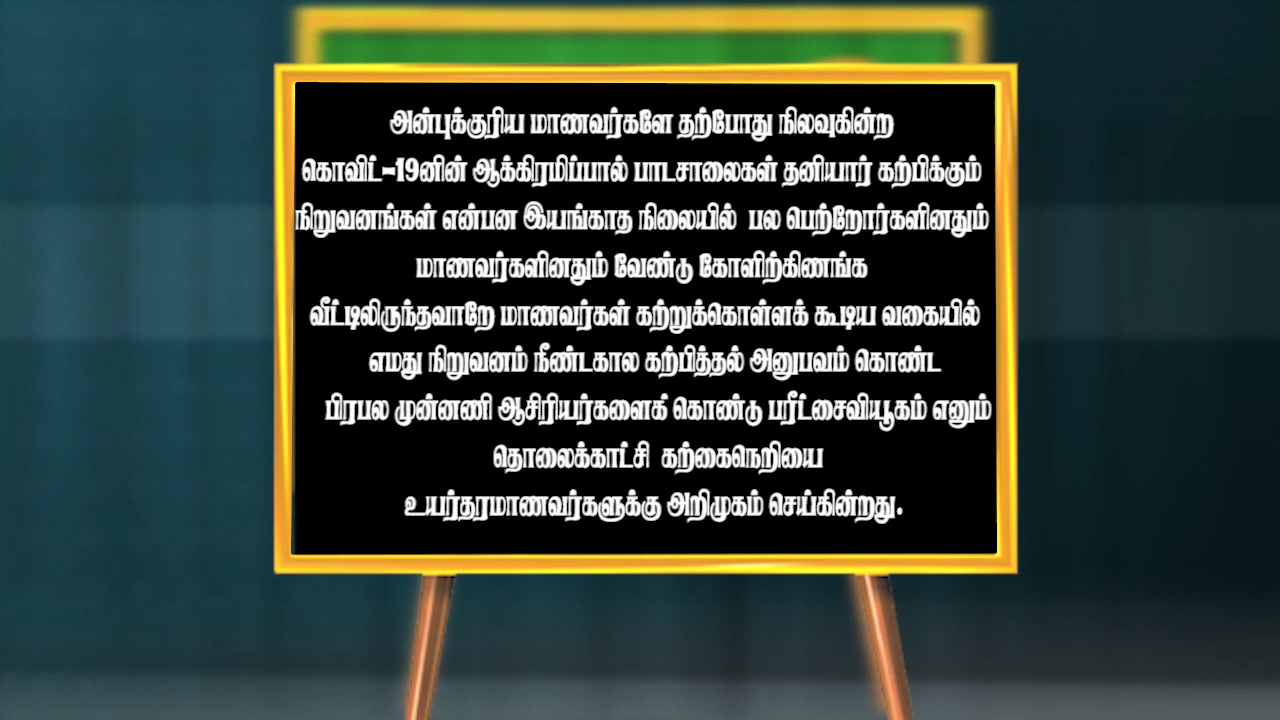 அன்புக்குரிய மாணவர்களே தற்போது நிலவுகின்ற
கொவிட்-19னின் ஆக்கிரமிப்பால் பாடசாலைகள் தனியார் கற்பிக்கும்
நிறுவனங்கள் என்பன இயங்காத நிலையில் பல பெற்றோர்களினதும்
மாணவர்களினதும் வேண்டு கோளிற்கிணங்க
வீட்டிலிருந்தவாறே மாணவர்கள் கற்றுக்கொள்ளக் கூடிய வகையில்
எமது நிறுவனம் நீண்டகால கற்பித்தல் அனுபவம் கொண்ட
பிரபல முன்னணி ஆசிரியர்களைக் கொண்டு பரீட்சைவியூகம் எனும்
தொலைக்காட்சி கற்கைநெறியை
உயர்தரமாணவர்களுக்கு அறிமுகம் செய்கின்றது.